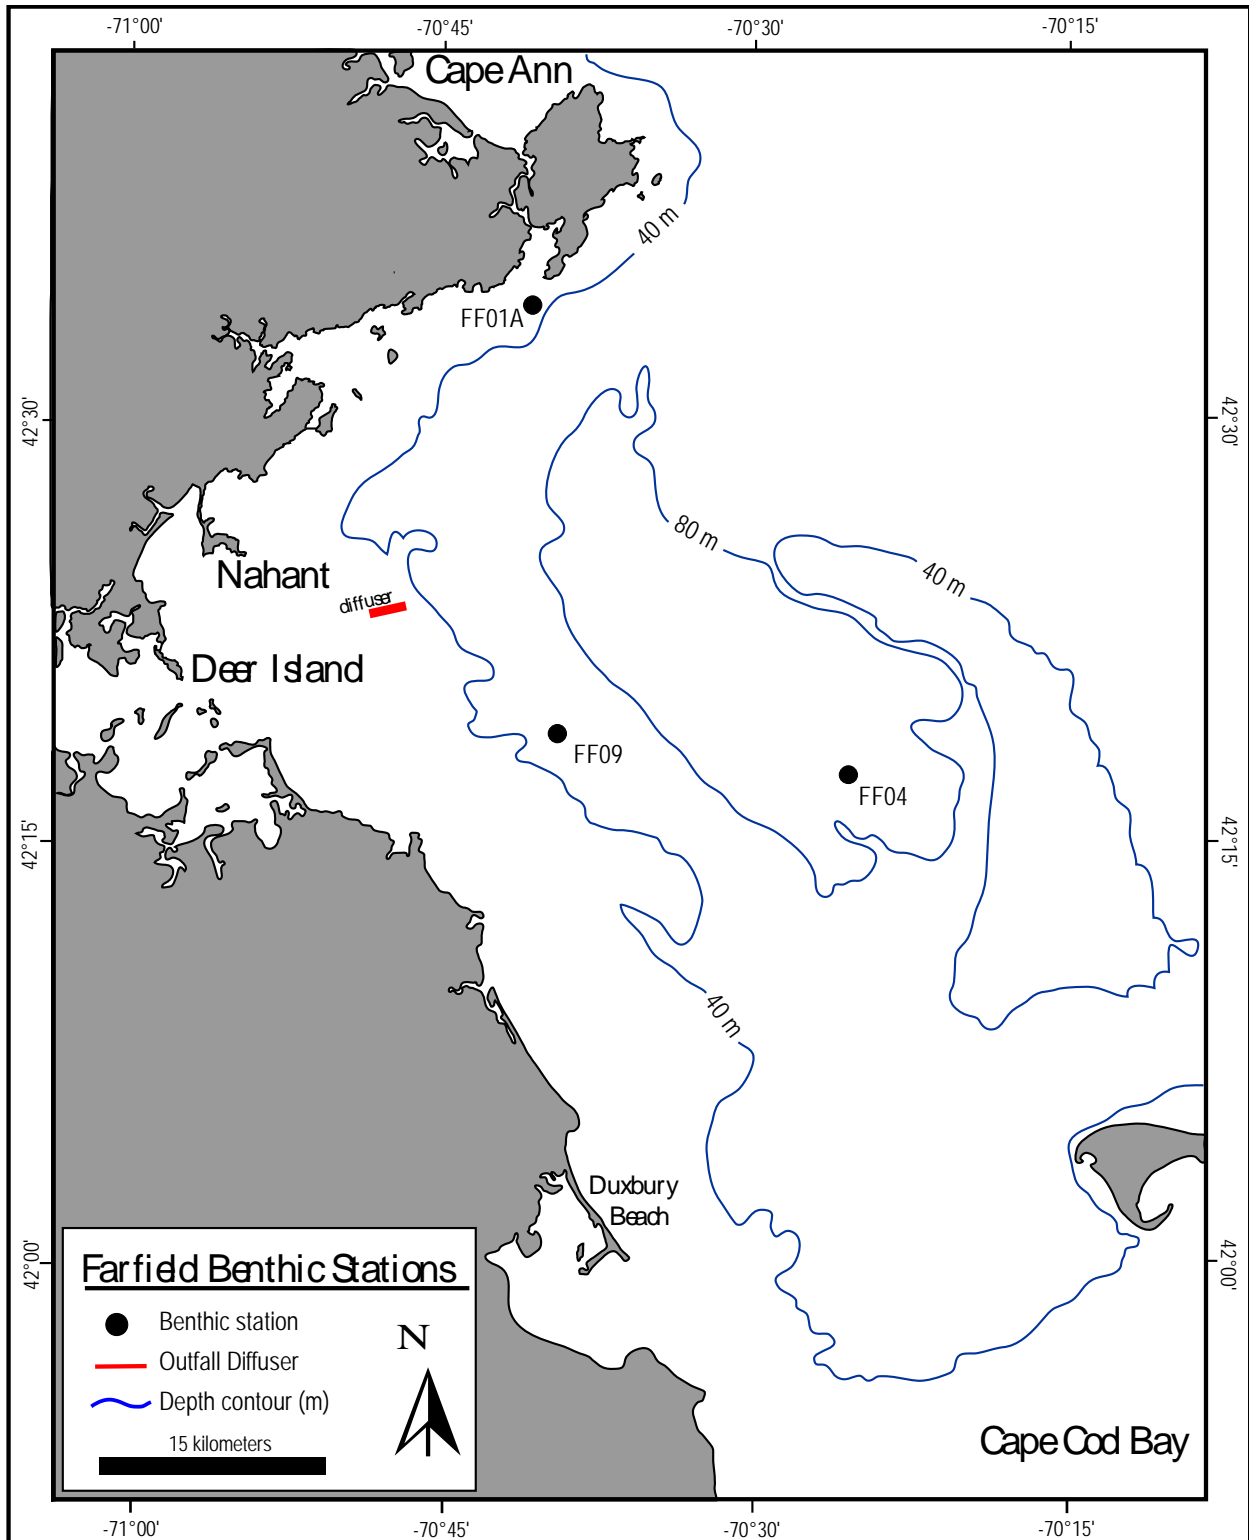 -71°00'
-70°45'
-70°30'
-70°15'
Cape Ann
40 m
FF01A
42°30'
42°30'
80 m
40 m
Nahant
diffuser
Deer Island
FF09
FF04
42°15'
42°15'
40 m
Duxbury
Beach
42°00'
42°00'
Farfield Benthic Stations
Benthic station
N
Outfall Diffuser
Depth contour (m)
15 kilometers
Cape Cod Bay
-71°00'
-70°45'
-70°30'
-70°15'